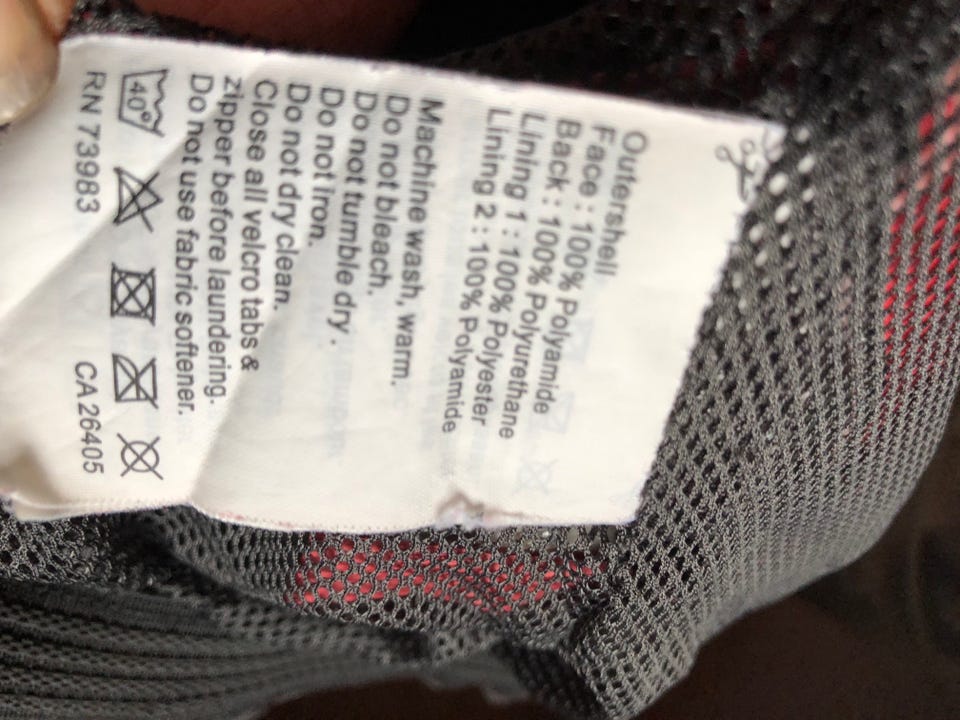 Outershell
Face : 100% Polyamide
Back : 100% Polyurethane
Lining 1 : 100% Polyester
Lining 2 : 100% Polyamide
Machine wash, warm.
Do not bleach.
Do not tumble dry .
Do not Iron.
Do not dry clean.
Close all velcro tabs &
zipper before laundering.
Do not use fabric softener.
40°
RN 73983 CA 26405